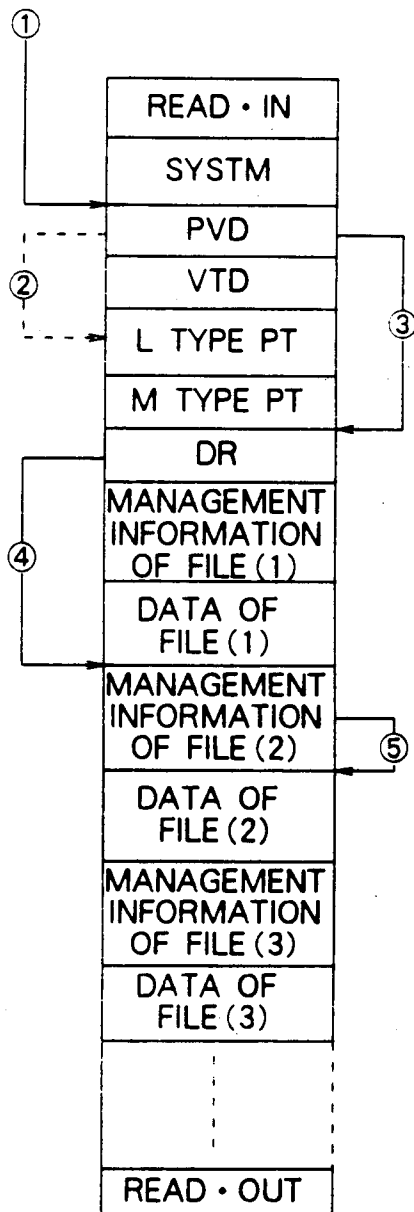 ①
READ・IN
SYSTM
PVD
②
VTD
③
L TYPE PT
M TYPE PT
DR
MANAGEMENT
INFORMATION
OF FILE(1)
④
DATA OF
FILE(1)
MANAGEMENT
INFORMATION
OF FILE(2)
⑤
DATA OF
FILE(2)
MANAGEMENT
INFORMATION
OF FILE(3)
DATA OF
FILE(3)
READ・OUT